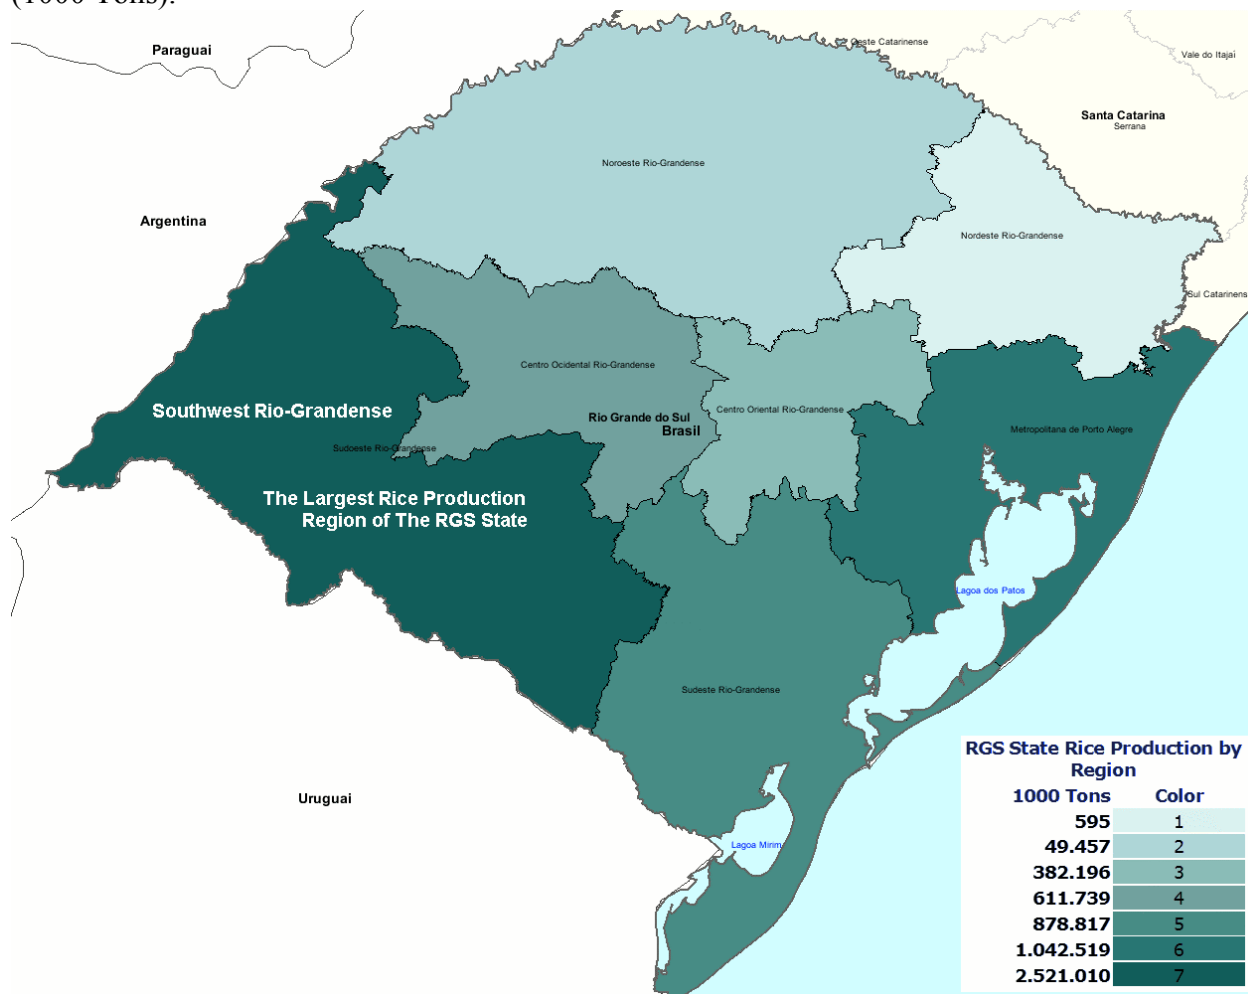 (1000 Tons).
Paraguai
Oeste Catarinense
Vale do Itajaì
Santa Catarina
Serrana
Noroeste Rio-Grandense
Argentina
Nordeste Rio-Grandense
Sul Catarinens
Centro Ocidental Rio-Grandense
Southwest Rio-Grandense
Centro Oriental Rio-Grandense
Rio Grande do Sul
Brasil
Metropolitana de Porto Alegre
Sudoeste Rio-Grandense
The Largest Rice Production
Region of The RGS State
Lagoa dos Patos
Sudeste Rio-Grandense
Uruguai
Lagoa Mirim
RGS State Rice Production by
Region
1000 Tons Color
595 1
49.457 2
382.196 3
611.739 4
878.817 5
1.042.519 6
2.521.010 7